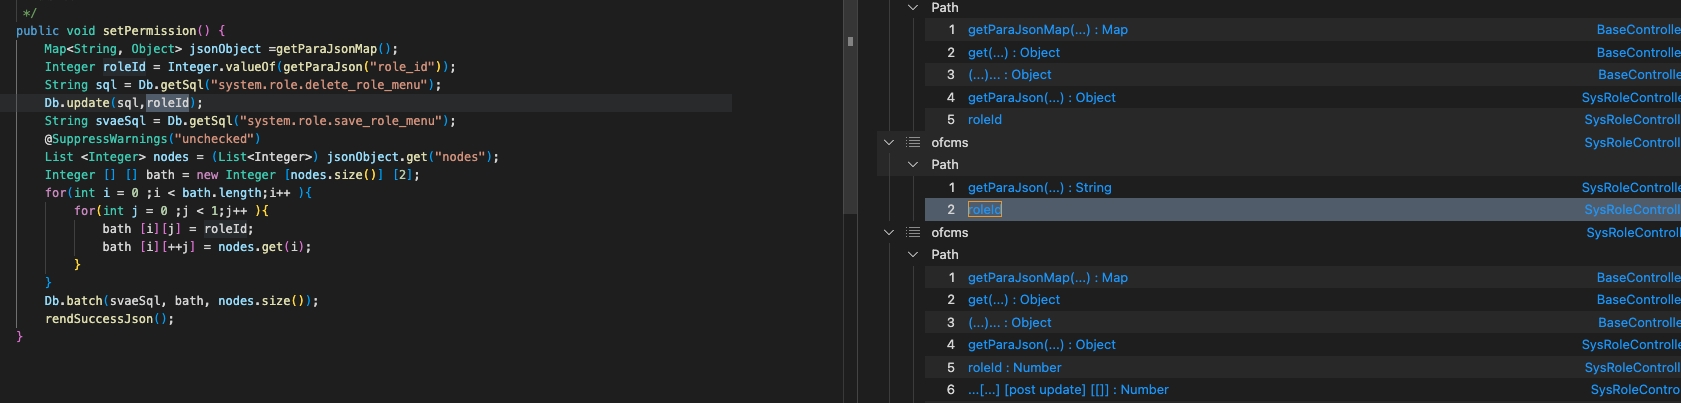 */
public void setPermission() {
Map<String, Object> jsonObject =getParaJsonMap();
Integer roleId = Integer.valueOf(getParaJson("role_id"));
String sql = Db.getSql("system.role.delete_role_menu");
Db.update(sql,roleId);
String svaeSql = Db.getSql("system.role.save_role_menu");
@SuppressWarnings("unchecked")
List <Integer> nodes = (List<Integer>) jsonObject.get("nodes");
Integer [] [] bath = new Integer [nodes.size()] [2];
for(int i = 0 ;i < bath.length;i++ ){
for(int j = 0 ;j < 1;j++ ){
bath [i][j] = roleId;
bath [i][++j] = nodes.get(i);
}
}
Db.batch(svaeSql, bath, nodes.size());
rendSuccessJson();
}
Path
1 getParaJsonMap(...) : Map BaseControlle
2 get(...) : Object BaseControlle
3 (...)... : Object BaseControlle
4 getParaJson(...) : Object SysRoleControlle
5 roleId SysRoleControlle
ofcms SysRoleControll
Path
1 getParaJson(...) : String SysRoleControlle
2 roleId SysRoleControll
ofcms SysRoleControl
Path
1 getParaJsonMap(...) : Map BaseControlle
2 get(...) : Object BaseControlle
3 (...)... : Object BaseControlle
4 getParaJson(...) : Object SysRoleControlle
5 roleId : Number SysRoleControlle
6 ...[...] [post update] [[]] : Number SysRoleContro